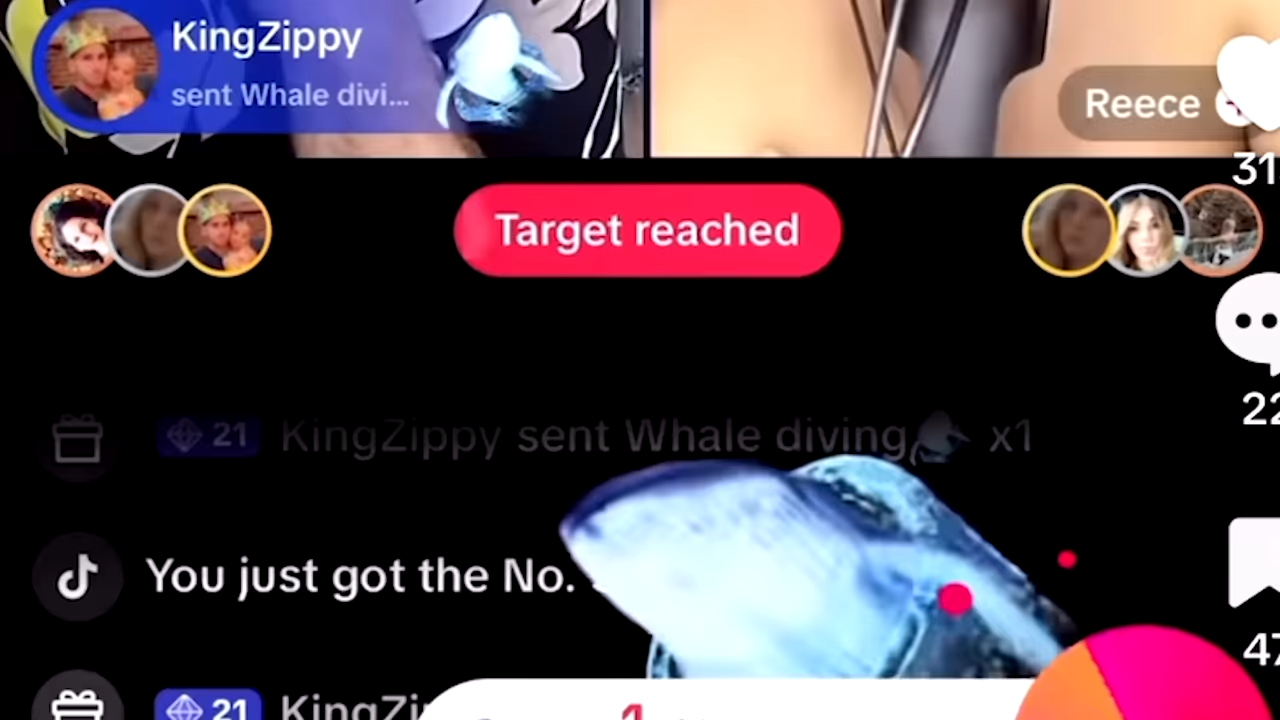 KingZippy
sent Whale divi...
Reece
31
Target reached
22
21 KingZippy sent Whale diving x1
You just got the No.
47
21